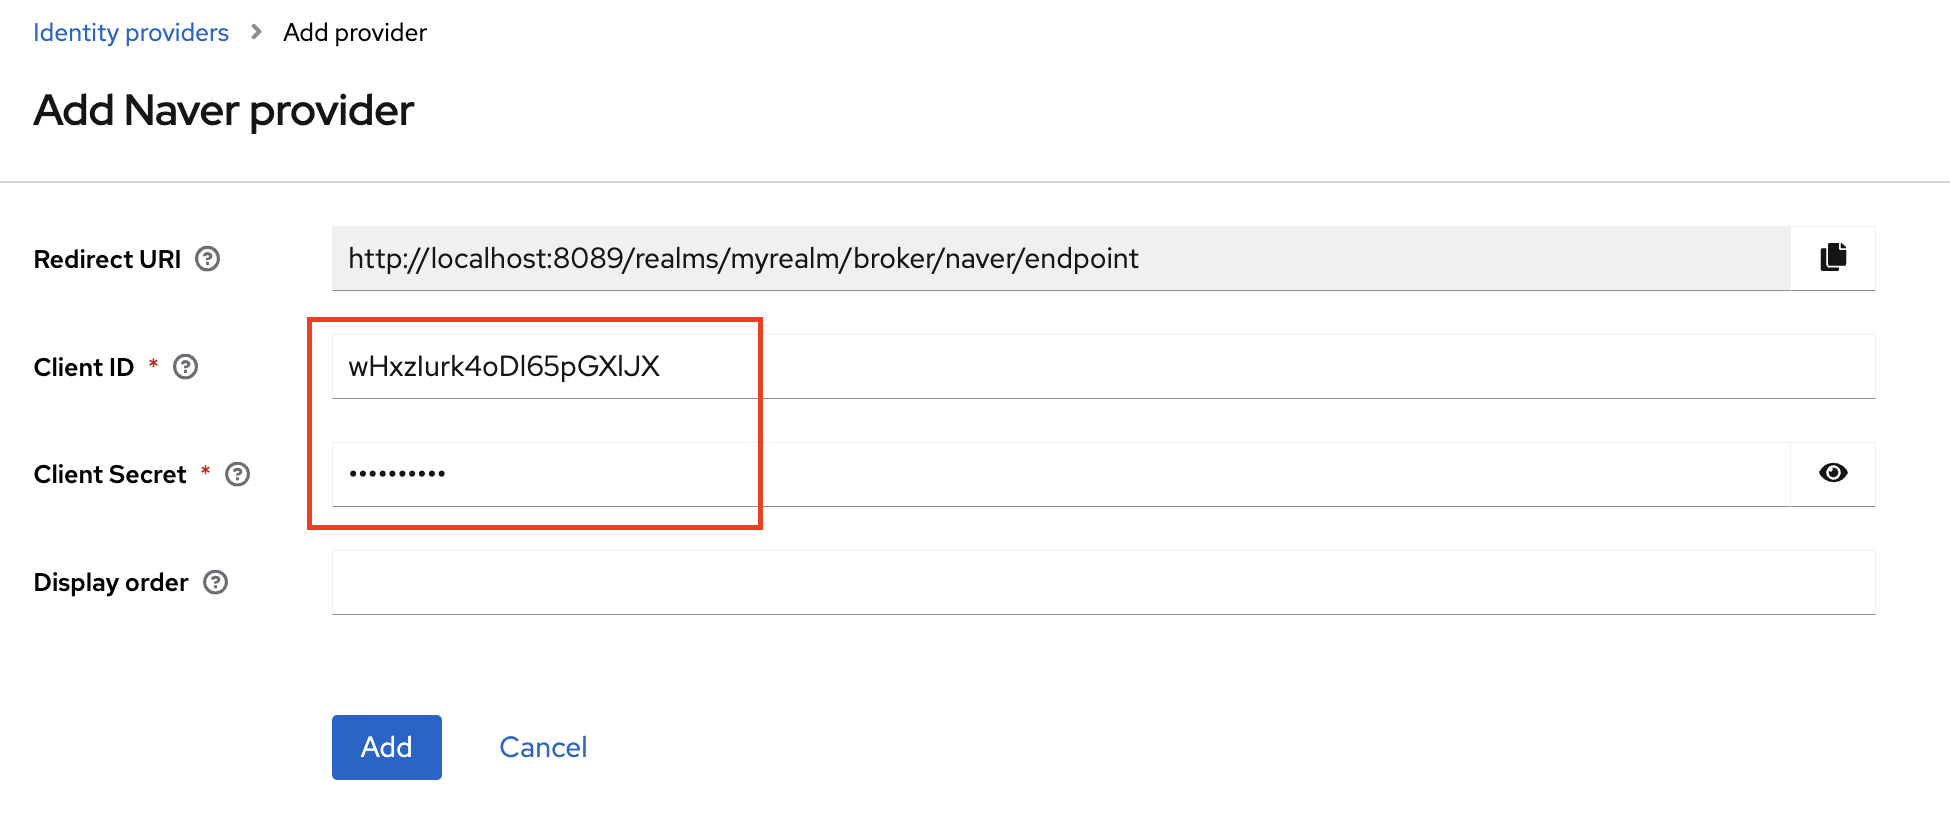 Identity providers > Add provider
Add Naver provider
Redirect URI
http://localhost:8089/realms/myrealm/broker/naver/endpoint
Client ID *
wHxzIurk4oDl65pGXlJX
Client Secret *
••••••••••
Display order
Add Cancel